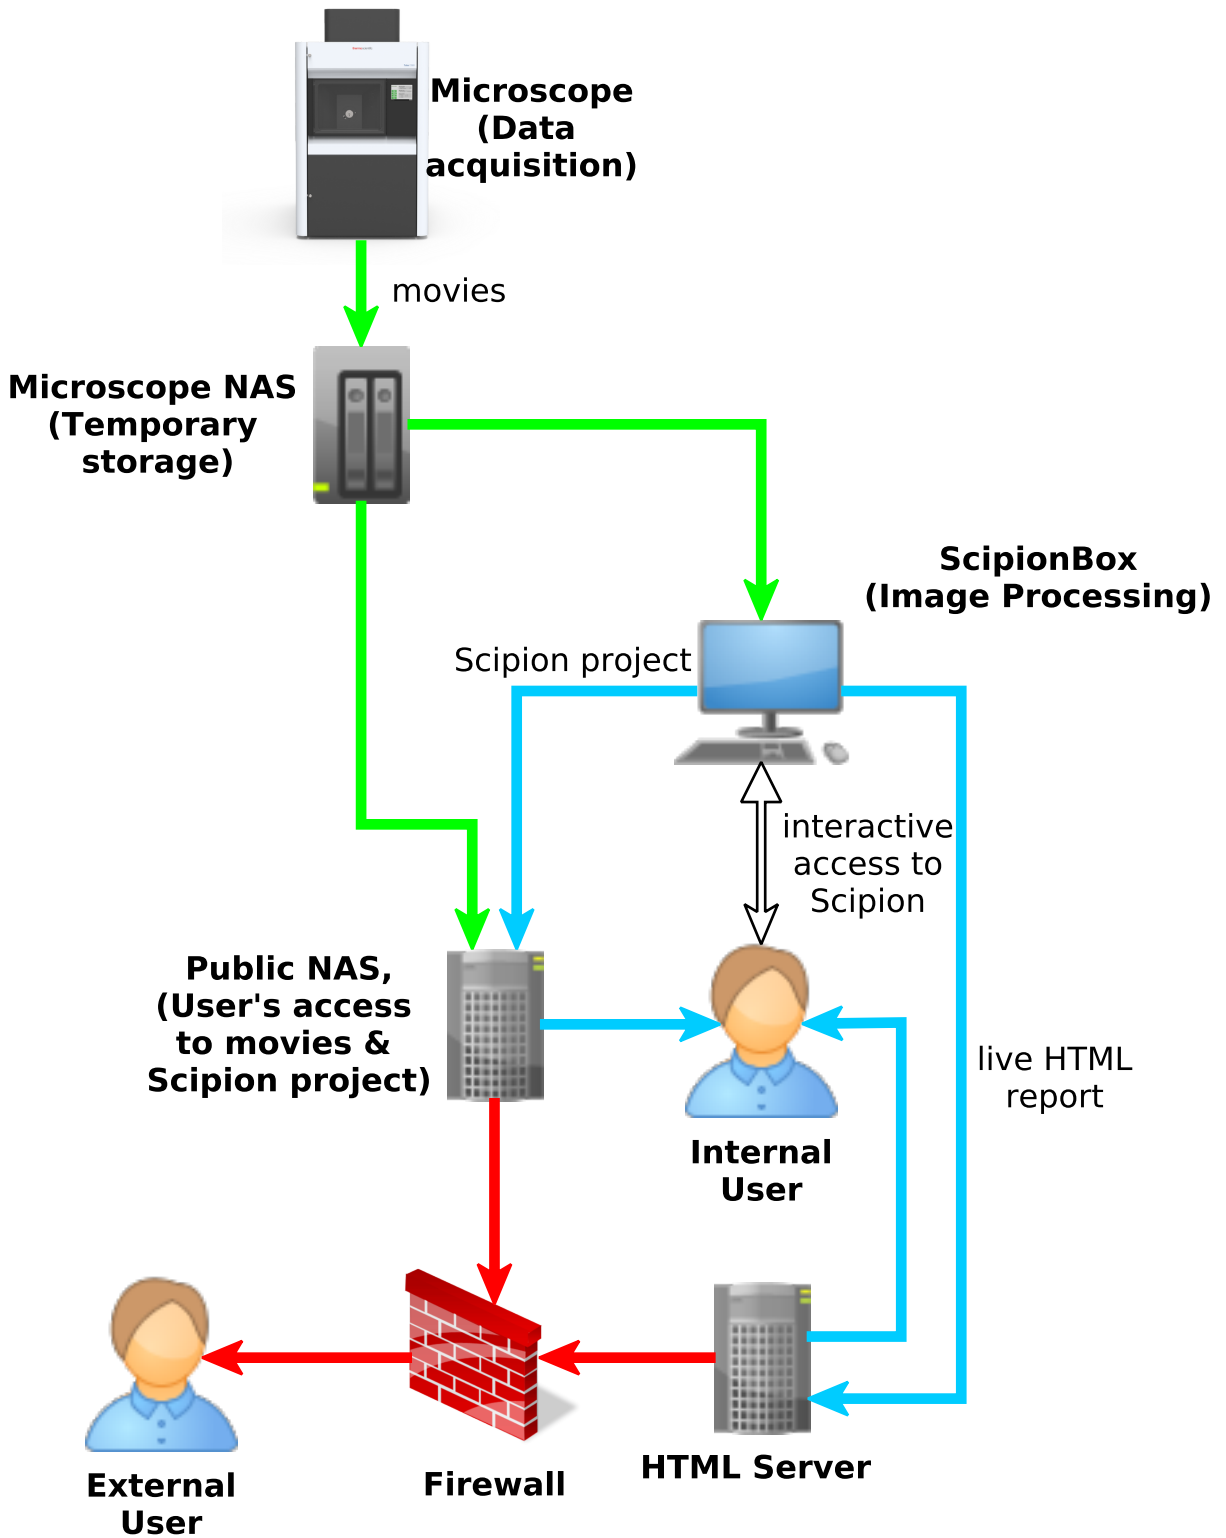 Microscope
(Data
acquisition)
movies
Microscope NAS
(Temporary
storage)
ScipionBox
(Image Processing)
Scipion project
interactive
access to
Scipion
Public NAS,
(User's access
to movies &
Scipion project)
live HTML
report
Internal
User
External
User
Firewall
HTML Server